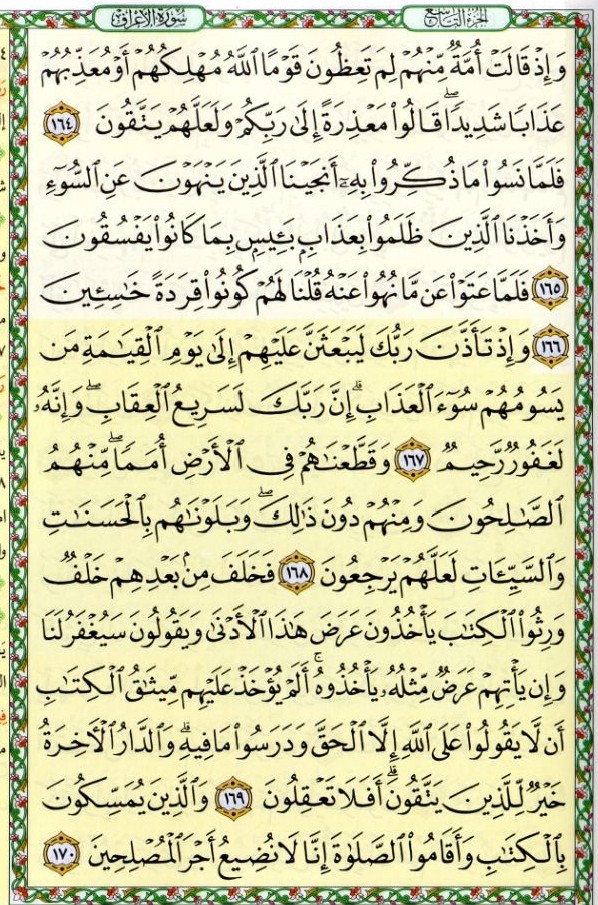 سورة الأعراف الجزء التاسع
وَإِذْ قَالَتْ أُمَّةٌ مِّنْهُمْ لِمَ تَعِظُونَ قَوْمًا ٱللَّهُ مُهْلِكُهُمْ أَوْ مُعَذِّبُهُمْ
عَذَابًا شَدِيدًا ۖ قَالُوا۟ مَعْذِرَةً إِلَىٰ رَبِّكُمْ وَلَعَلَّهُمْ يَتَّقُونَ ١٦٤
فَلَمَّا نَسُوا۟ مَا ذُكِّرُوا۟ بِهِۦٓ أَنجَيْنَا ٱلَّذِينَ يَنْهَوْنَ عَنِ ٱلسُّوٓءِ
وَأَخَذْنَا ٱلَّذِينَ ظَلَمُوا۟ بِعَذَابٍۭ بَـِٔيسٍۭ بِمَا كَانُوا۟ يَفْسُقُونَ
١٦٥ فَلَمَّا عَتَوْا۟ عَن مَّا نُهُوا۟ عَنْهُ قُلْنَا لَهُمْ كُونُوا۟ قِرَدَةً خَـٰسِـِٔينَ
١٦٦ وَإِذْ تَأَذَّنَ رَبُّكَ لَيَبْعَثَنَّ عَلَيْهِمْ إِلَىٰ يَوْمِ ٱلْقِيَـٰمَةِ مَن
يَسُومُهُمْ سُوٓءَ ٱلْعَذَابِ ۗ إِنَّ رَبَّكَ لَسَرِيعُ ٱلْعِقَابِ ۖ وَإِنَّهُۥ
لَغَفُورٌ رَّحِيمٌ ١٦٧ وَقَطَّعْنَـٰهُمْ فِى ٱلْأَرْضِ أُمَمًا ۖ مِّنْهُمُ
ٱلصَّـٰلِحُونَ وَمِنْهُمْ دُونَ ذَٰلِكَ ۖ وَبَلَوْنَـٰهُم بِٱلْحَسَنَـٰتِ
وَٱلسَّيِّـَٔاتِ لَعَلَّهُمْ يَرْجِعُونَ ١٦٨ فَخَلَفَ مِنۢ بَعْدِهِمْ خَلْفٌ
وَرِثُوا۟ ٱلْكِتَـٰبَ يَأْخُذُونَ عَرَضَ هَـٰذَا ٱلْأَدْنَىٰ وَيَقُولُونَ سَيُغْفَرُ لَنَا
وَإِن يَأْتِهِمْ عَرَضٌ مِّثْلُهُۥ يَأْخُذُوهُ ۚ أَلَمْ يُؤْخَذْ عَلَيْهِم مِّيثَـٰقُ ٱلْكِتَـٰبِ
أَن لَّا يَقُولُوا۟ عَلَى ٱللَّهِ إِلَّا ٱلْحَقَّ وَدَرَسُوا۟ مَا فِيهِ ۗ وَٱلدَّارُ ٱلْـَٔاخِرَةُ
خَيْرٌ لِّلَّذِينَ يَتَّقُونَ ۗ أَفَلَا تَعْقِلُونَ ١٦٩ وَٱلَّذِينَ يُمَسِّكُونَ
بِٱلْكِتَـٰبِ وَأَقَامُوا۟ ٱلصَّلَوٰةَ إِنَّا لَا نُضِيعُ أَجْرَ ٱلْمُصْلِحِينَ ١٧٠